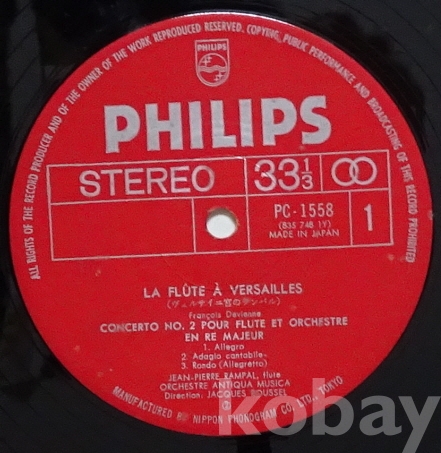 ALL RIGHTS OF THE RECORD PRODUCER AND OF THE OWNER OF THE WORK REPRODUCED RESERVED. COPYING, PUBLIC PERFORMANCE AND BROADCASTING OF THIS RECORD PROHIBITED
PHILIPS
PHILIPS
STEREO 33 1/3
PC-1558
(835 748 1Y)
MADE IN JAPAN
1
LA FLÛTE À VERSAILLES
François Devienne
CONCERTO NO. 2 POUR FLUTE ET ORCHESTRE
EN RE MAJEUR
1. Allegro
2. Adagio cantabile
3. Rondo (Allegretto)
JEAN-PIERRE RAMPAL, flute
ORCHESTRE ANTIQUA MUSICA
Direction: JACQUES ROUSSEL
MANUFACTURED BY NIPPON PHONOGRAM CO., LTD., TOKYO
kobay